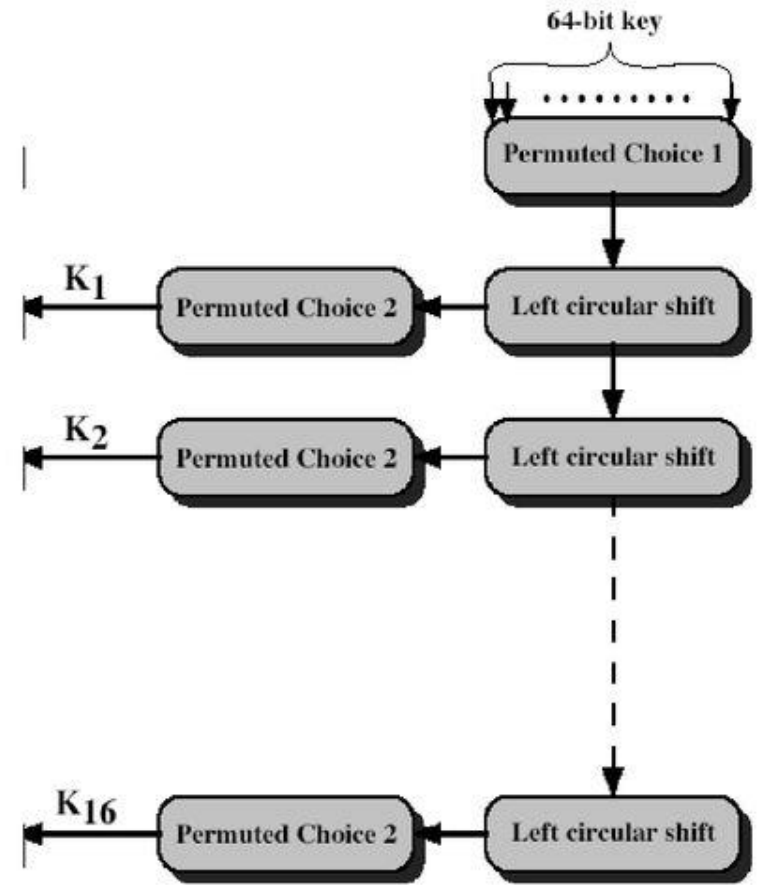 64-bit key
Permuted Choice 1
K1
Permuted Choice 2
Left circular shift
K2
Permuted Choice 2
Left circular shift
K16
Permuted Choice 2
Left circular shift